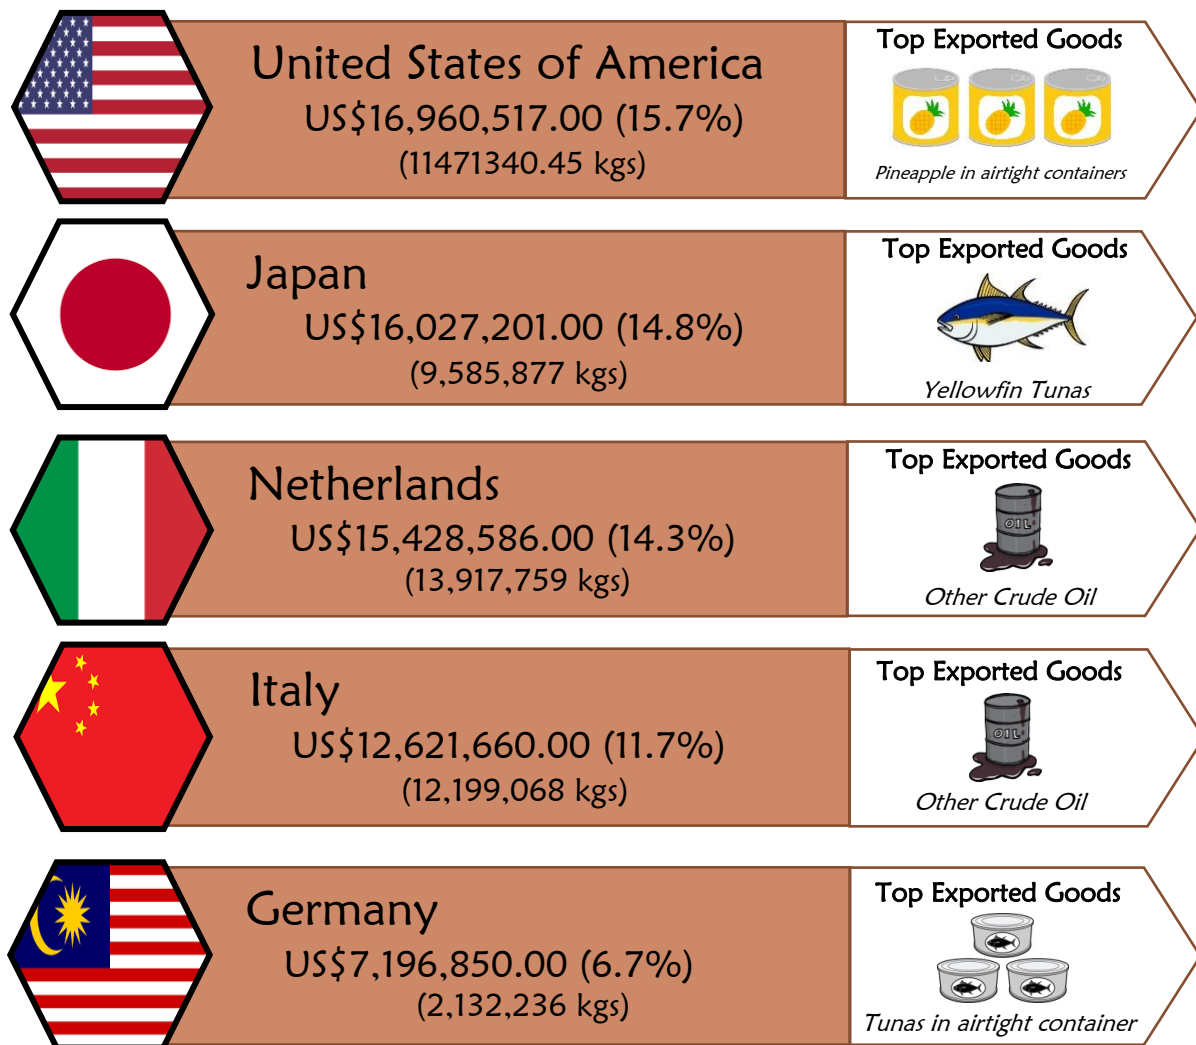 United States of America
US$16,960,517.00 (15.7%)
(11471340.45 kgs)
Top Exported Goods
Pineapple in airtight containers
Japan
US$16,027,201.00 (14.8%)
(9,585,877 kgs)
Top Exported Goods
Yellowfin Tunas
Netherlands
US$15,428,586.00 (14.3%)
(13,917,759 kgs)
Top Exported Goods
OIL
Other Crude Oil
Italy
US$12,621,660.00 (11.7%)
(12,199,068 kgs)
Top Exported Goods
OIL
Other Crude Oil
Germany
US$7,196,850.00 (6.7%)
(2,132,236 kgs)
Top Exported Goods
Tunas in airtight container